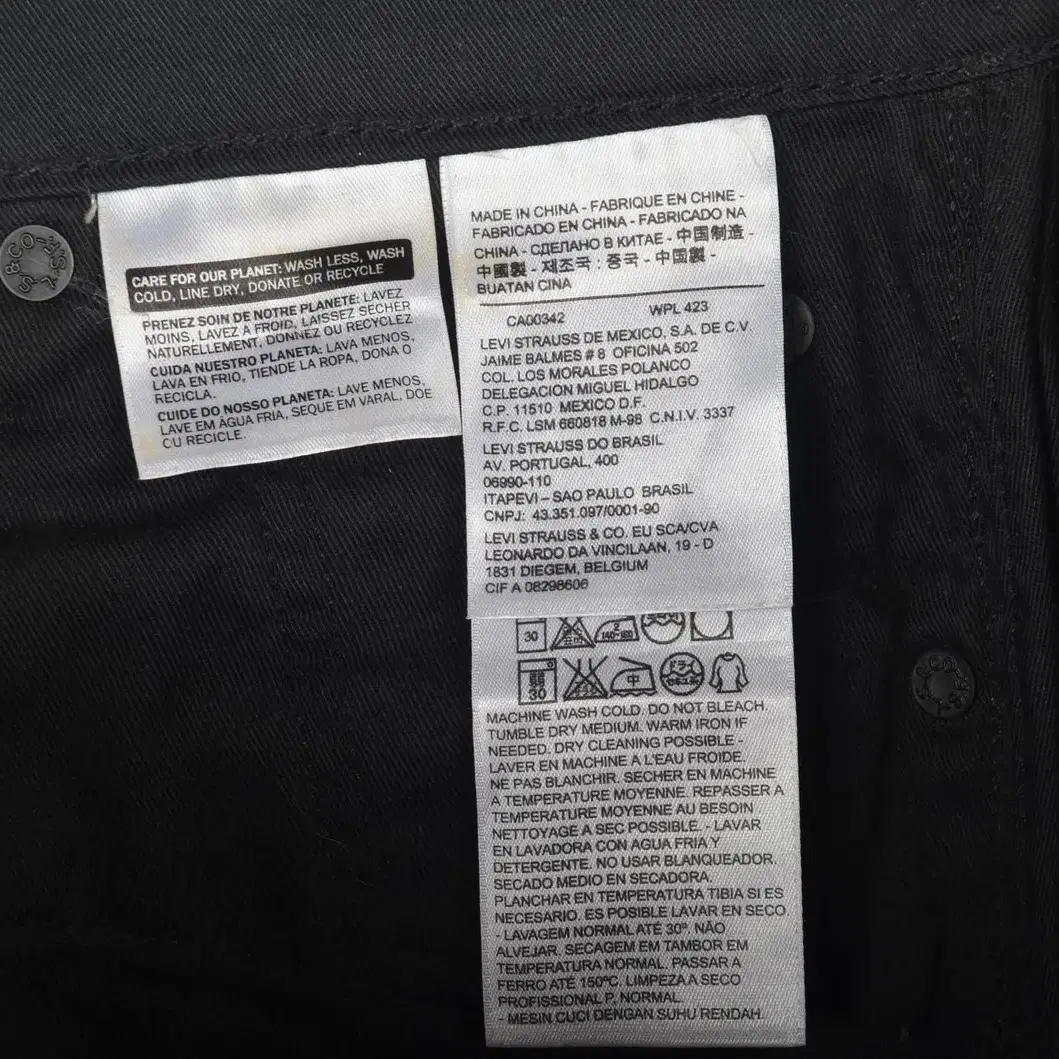 CARE FOR OUR PLANET: WASH LESS, WASH
COLD, LINE DRY, DONATE OR RECYCLE
PRENEZ SOIN DE NOTRE PLANETE: LAVEZ
MOINS, LAVEZ A FROID, LAISSEZ SECHER
NATURELLEMENT, DONNEZ OU RECYCLEZ
CUIDA NUESTRO PLANETA: LAVA MENOS,
LAVA EN FRIO, TIENDE LA ROPA, DONA O
RECICLA.
CUIDE DO NOSSO PLANETA: LAVE MENOS,
LAVE EM ÁGUA FRIA, SEQUE EM VARAL, DOE
OU RECICLE.
MADE IN CHINA - FABRIQUE EN CHINE -
FABRICADO EN CHINA - FABRICADO NA
CHINA - СДЕЛАНО В КИТАЕ - 中国制造 -
中國製 - 제조국 : 중국 - 中国製 -
BUATAN CINA
CA00342 WPL 423
LEVI STRAUSS DE MEXICO, S.A. DE C.V.
JAIME BALMES # 8 OFICINA 502
COL. LOS MORALES POLANCO
DELEGACION MIGUEL HIDALGO
C.P. 11510 MEXICO D.F.
R.F.C. LSM 660818 M-98 C.N.I.V. 3337
LEVI STRAUSS DO BRASIL
AV. PORTUGAL, 400
06990-110
ITAPEVI – SAO PAULO BRASIL
CNPJ: 43.351.097/0001-90
LEVI STRAUSS & CO. EU SCA/CVA
LEONARDO DA VINCILAAN, 19 - D
1831 DIEGEM, BELGIUM
CIF A 08298606
30 2 140-160
弱 30 中 ドライ
MACHINE WASH COLD. DO NOT BLEACH.
TUMBLE DRY MEDIUM. WARM IRON IF
NEEDED. DRY CLEANING POSSIBLE -
LAVER EN MACHINE A L'EAU FROIDE.
NE PAS BLANCHIR. SECHER EN MACHINE
A TEMPERATURE MOYENNE. REPASSER A
TEMPERATURE MOYENNE AU BESOIN
NETTOYAGE A SEC POSSIBLE. - LAVAR
EN LAVADORA CON AGUA FRIA Y
DETERGENTE. NO USAR BLANQUEADOR.
SECADO MEDIO EN SECADORA.
PLANCHAR EN TEMPERATURA TIBIA SI ES
NECESARIO. ES POSIBLE LAVAR EN SECO.
- LAVAGEM NORMAL ATÉ 30º. NÃO
ALVEJAR. SECAGEM EM TAMBOR EM
TEMPERATURA NORMAL. PASSAR A
FERRO ATÉ 150ºC. LIMPEZA A SECO
PROFISSIONAL P. NORMAL.
- MESIN CUCI DENGAN SUHU RENDAH.